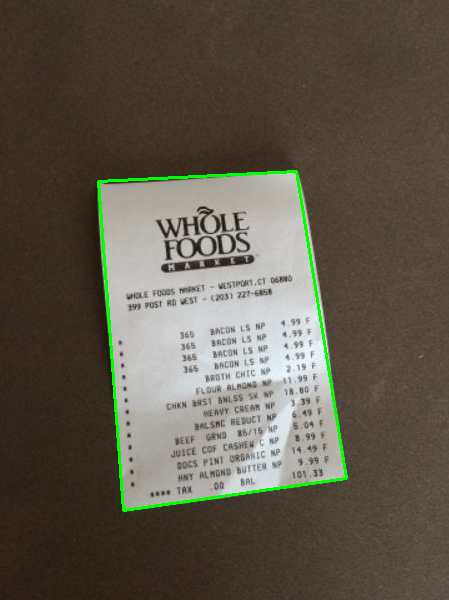 WHOLE
FOODS
MARKET
WHOLE FOODS MARKET - WESTPORT,CT 06880
399 POST RD WEST - (203) 227-6858
365 BACON LS NP 4.99 F
365 BACON LS NP 4.99 F
365 BACON LS NP 4.99 F
365 BACON LS NP 4.99 F
BROTH CHIC NP 2.19 F
FLOUR ALMOND NP 11.99 F
CHKN BRST BNLSS SK NP 18.80 F
HEAVY CREAM NP 3.39 F
BALSMC REDUCT NP 6.49 F
BEEF GRND 85/15 NP 5.04 F
JUICE COF CASHEW C NP 8.99 F
DOCS PINT ORGANIC NP 14.49 F
HNY ALMOND BUTTER NP 9.99 F
**** TAX .00 BAL 101.33